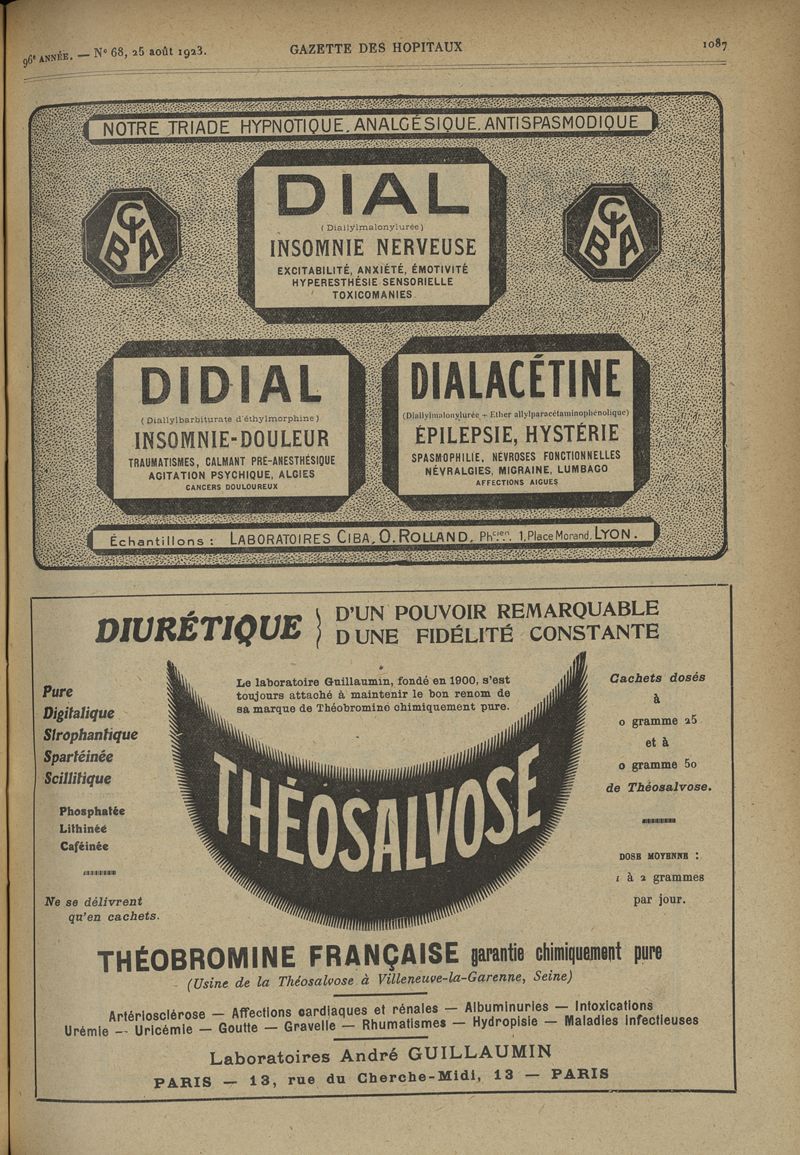 96e ANNÉE. — No 68, 25 août 1923.
GAZETTE DES HOPITAUX
1087
NOTRE TRIADE HYPNOTIQUE. ANALGÉSIQUE. ANTISPASMODIQUE
CIBA
CIBA
DIAL
(Diallylmalonylurée)
INSOMNIE NERVEUSE
EXCITABILITÉ, ANXIÉTÉ, ÉMOTIVITÉ
HYPERESTHÉSIE SENSORIELLE
TOXICOMANIES
DIDIAL
(Diallylbarbiturate d'éthylmorphine)
INSOMNIE-DOULEUR
TRAUMATISMES, CALMANT PRÉ-ANESTHÉSIQUE
AGITATION PSYCHIQUE, ALGIES
CANCERS DOULOUREUX
DIALACÉTINE
(Diallylmalonylurée + Ether allylparacétaminophénolique)
ÉPILEPSIE, HYSTÉRIE
SPASMOPHILIE, NÉVROSES FONCTIONNELLES
NÉVRALGIES, MIGRAINE, LUMBAGO
AFFECTIONS AIGUES
Échantillons : LABORATOIRES CIBA, O. ROLLAND, Phcien. 1, Place Morand. LYON.
DIURÉTIQUE } D'UN POUVOIR REMARQUABLE
D UNE FIDÉLITÉ CONSTANTE
Le laboratoire Guillaumin, fondé en 1900, s'est
toujours attaché à maintenir le bon renom de
sa marque de Théobromine chimiquement pure.
Pure
Digitalique
Strophantique
Spartéinée
Scillitique
Phosphatée
Lithinée
Caféinée
Ne se délivrent
qu'en cachets.
THÉOSALVOSE
Cachets dosés
à
0 gramme 25
et à
0 gramme 50
de Théosalvose.
DOSE MOYENNE :
1 à 2 grammes
par jour.
THÉOBROMINE FRANÇAISE garantie chimiquement pure
(Usine de la Théosalvose à Villeneuve-la-Garenne, Seine)
Artériosclérose — Affections cardiaques et rénales — Albuminuries — Intoxications
Urémie — Uricémie — Goutte — Gravelle — Rhumatismes — Hydropisie — Maladies infectieuses
Laboratoires André GUILLAUMIN
PARIS — 13, rue du Cherche-Midi, 13 — PARIS